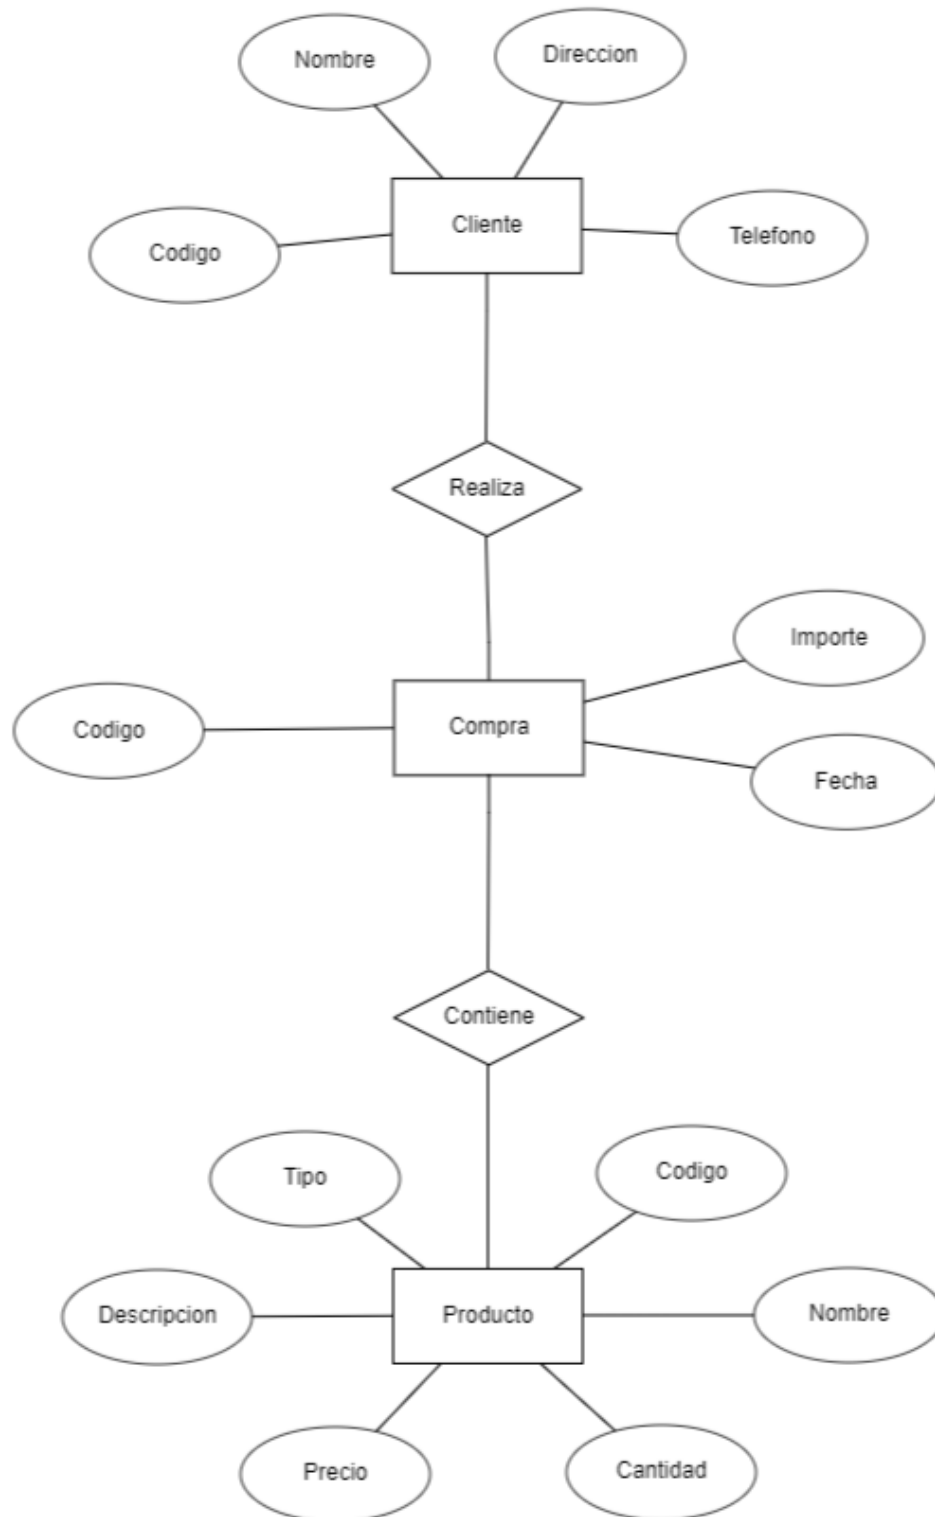 Nombre
Direccion
Cliente
Codigo
Telefono
Realiza
Importe
Codigo
Compra
Fecha
Contiene
Tipo
Codigo
Descripcion
Producto
Nombre
Precio
Cantidad